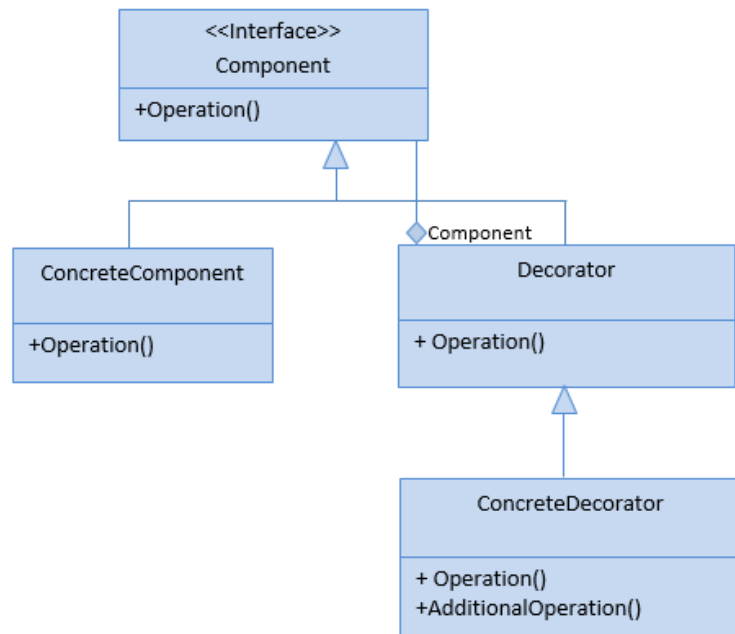 <<Interface>>
Component
+Operation()
Component
ConcreteComponent
+Operation()
Decorator
+ Operation()
ConcreteDecorator
+ Operation()
+AdditionalOperation()